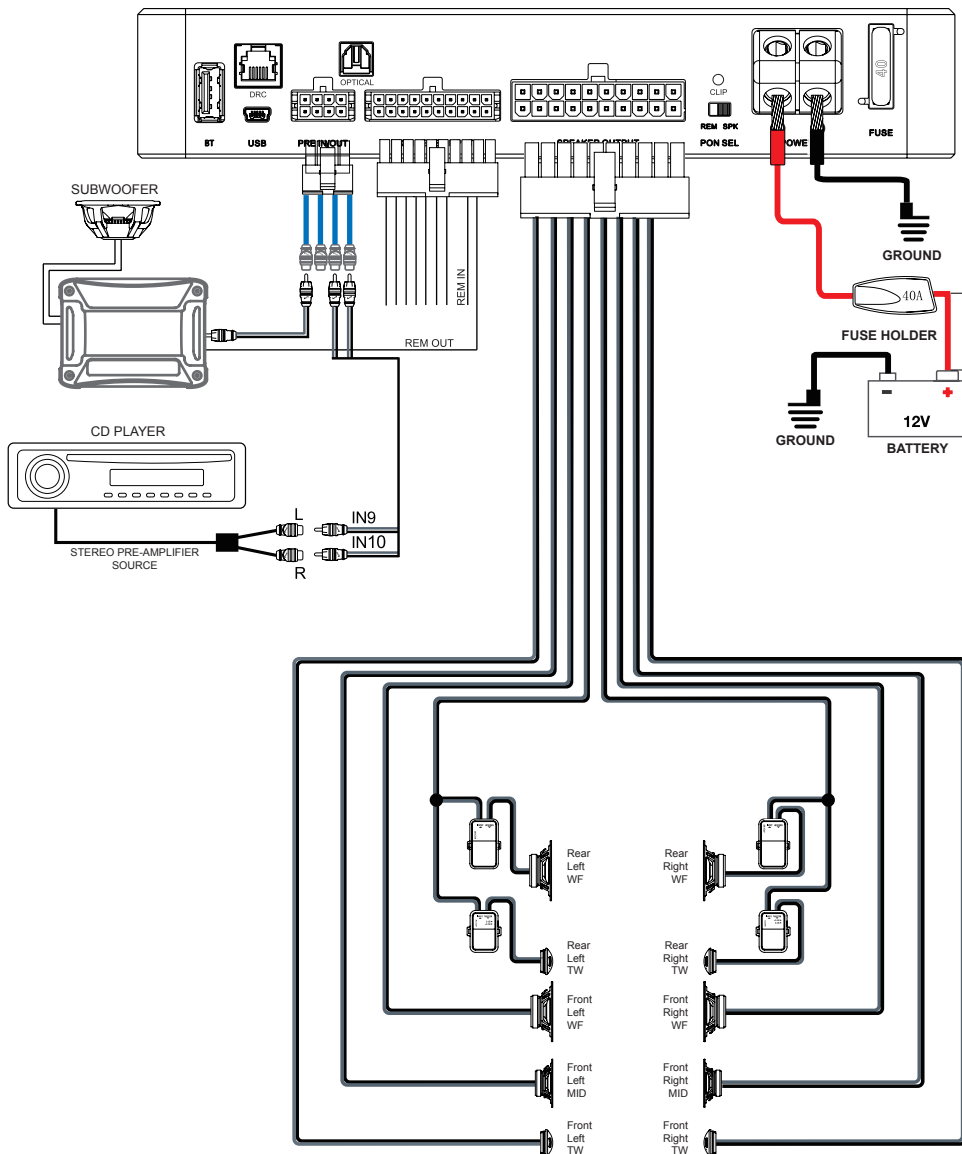 OPTICAL
DRC
40
CLIP
REM SPK
BT
USB
PRE IN/OUT
SPEAKER OUTPUT
PON SEL
POWE
FUSE
SUBWOOFER
REM IN
GROUND
40A
FUSE HOLDER
REM OUT
- +
12V
BATTERY
GROUND
CD PLAYER
L
IN9
IN10
R
STEREO PRE-AMPLIFIER
SOURCE
Rear
Left
WF
Rear
Right
WF
Rear
Left
TW
Rear
Right
TW
Front
Left
WF
Front
Right
WF
Front
Left
MID
Front
Right
MID
Front
Left
TW
Front
Right
TW